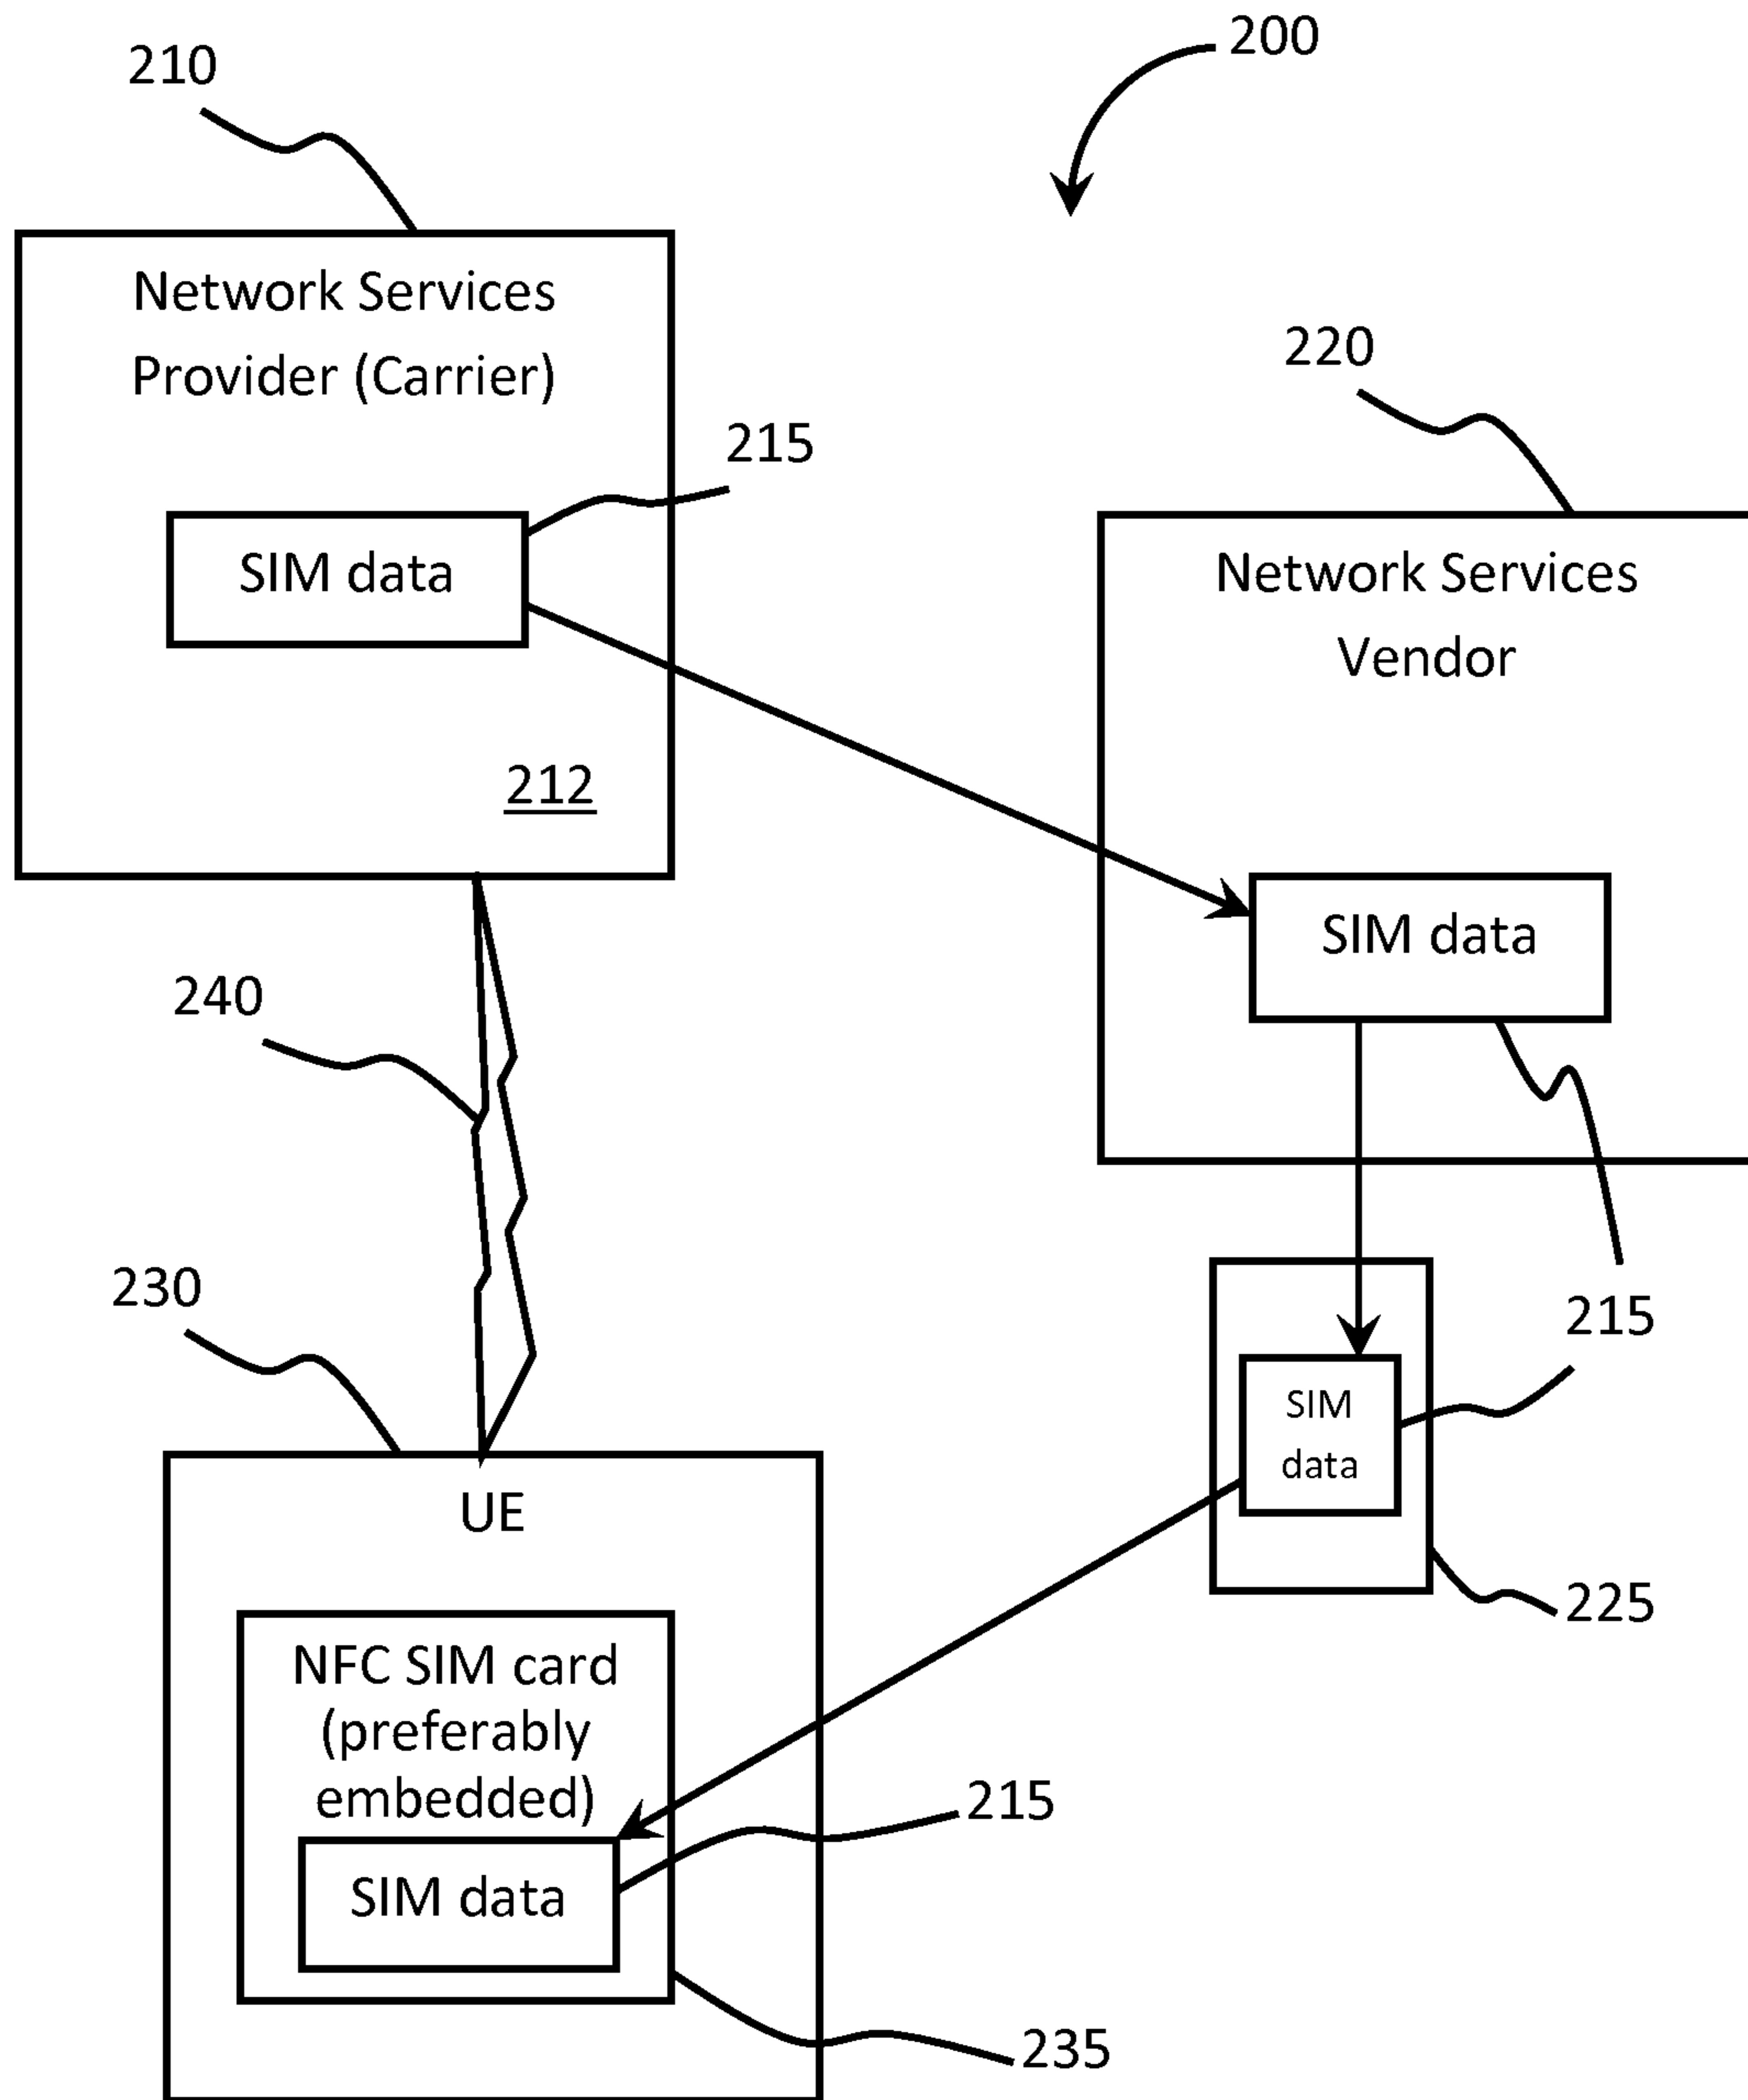 200
210
Network Services
Provider (Carrier)
220
215
SIM data
Network Services
Vendor
212
SIM data
240
230
215
SIM
data
UE
225
NFC SIM card
(preferably
embedded)
215
SIM data
235